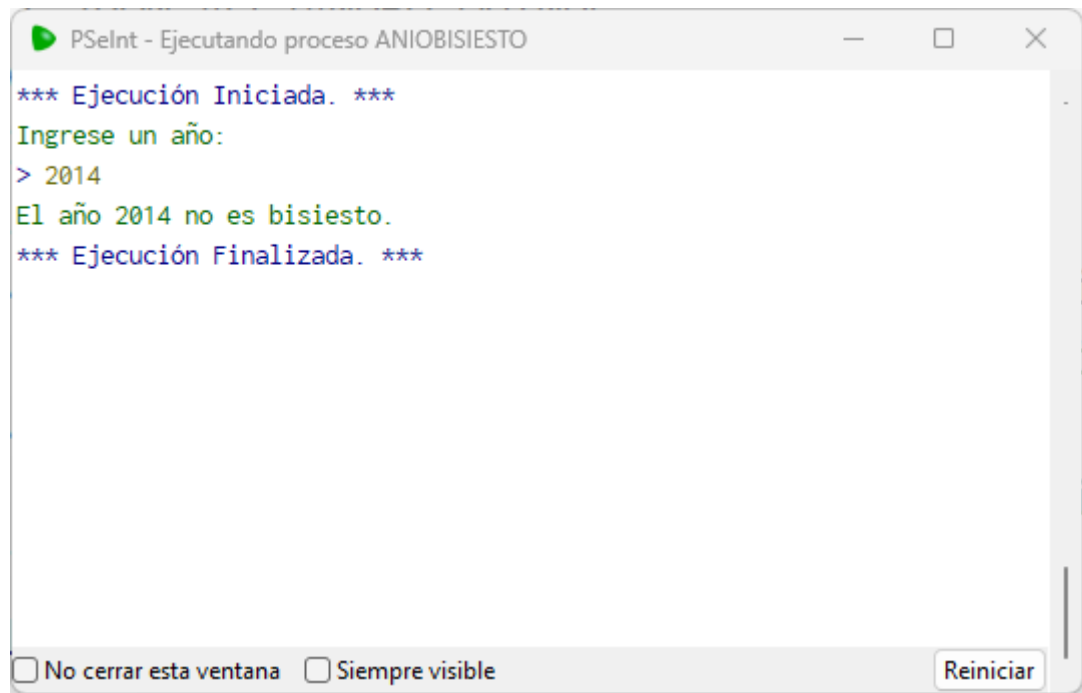 PSeInt - Ejecutando proceso ANIOBISIESTO
*** Ejecución Iniciada. ***
Ingrese un año:
> 2014
El año 2014 no es bisiesto.
*** Ejecución Finalizada. ***
No cerrar esta ventana Siempre visible Reiniciar